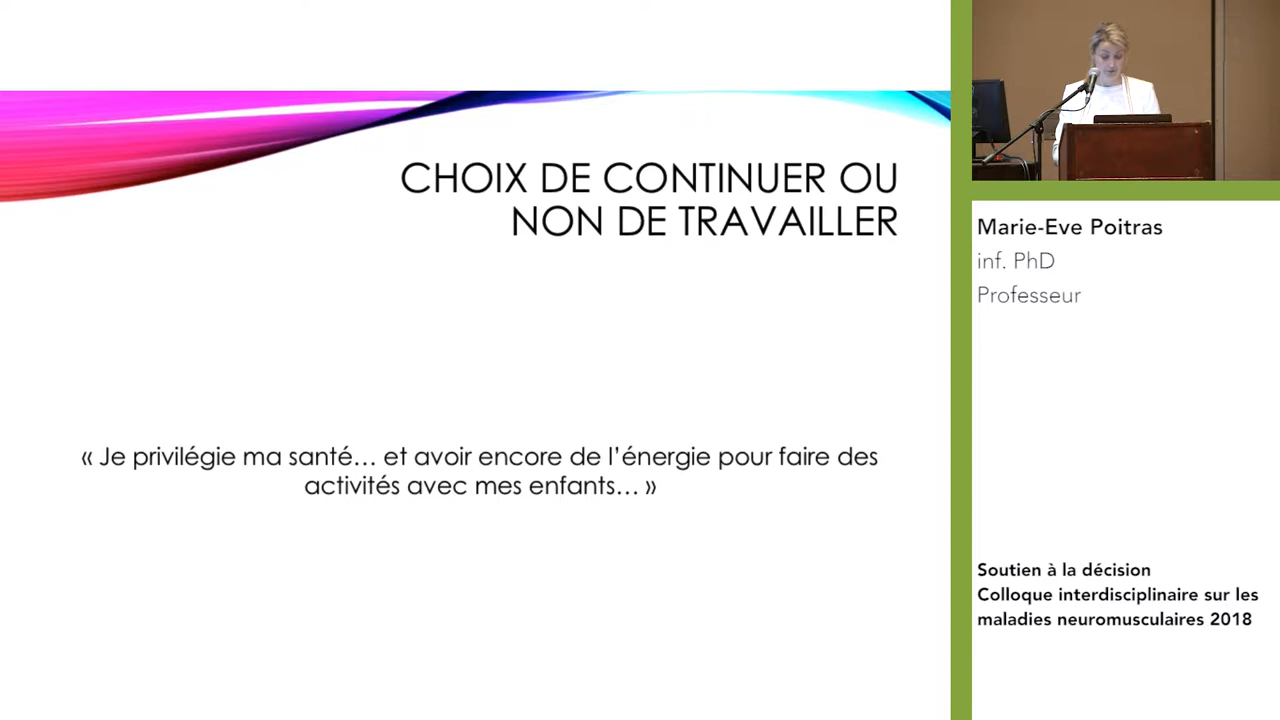 CHOIX DE CONTINUER OU
NON DE TRAVAILLER
« Je privilégie ma santé… et avoir encore de l’énergie pour faire des
activités avec mes enfants… »
Marie-Eve Poitras
inf. PhD
Professeur
Soutien à la décision
Colloque interdisciplinaire sur les
maladies neuromusculaires 2018